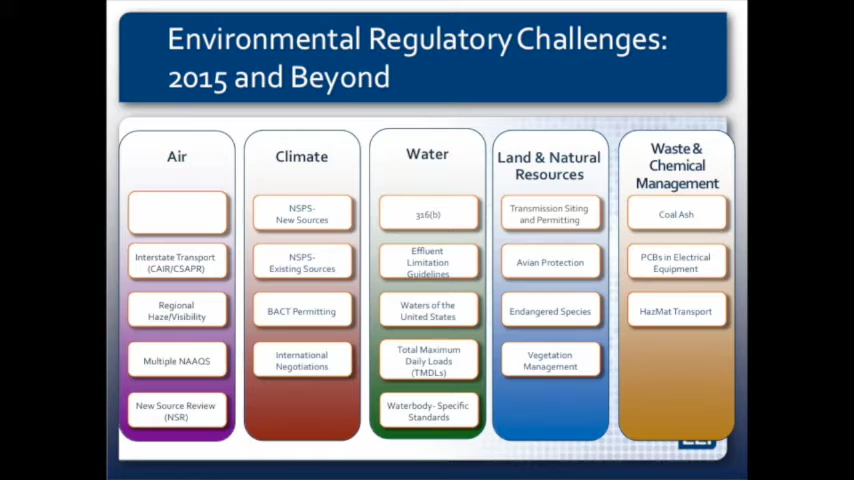 Environmental Regulatory Challenges:
2015 and Beyond
Air
Interstate Transport
(CAIR/CSAPR)
Regional
Haze/Visibility
Multiple NAAQS
New Source Review
(NSR)
Climate
NSPS-
New Sources
NSPS-
Existing Sources
BACT Permitting
International
Negotiations
Water
316(b)
Effluent
Limitation
Guidelines
Waters of the
United States
Total Maximum
Daily Loads
(TMDLs)
Waterbody- Specific
Standards
Land & Natural
Resources
Transmission Siting
and Permitting
Avian Protection
Endangered Species
Vegetation
Management
Waste &
Chemical
Management
Coal Ash
PCBs in Electrical
Equipment
HazMat Transport